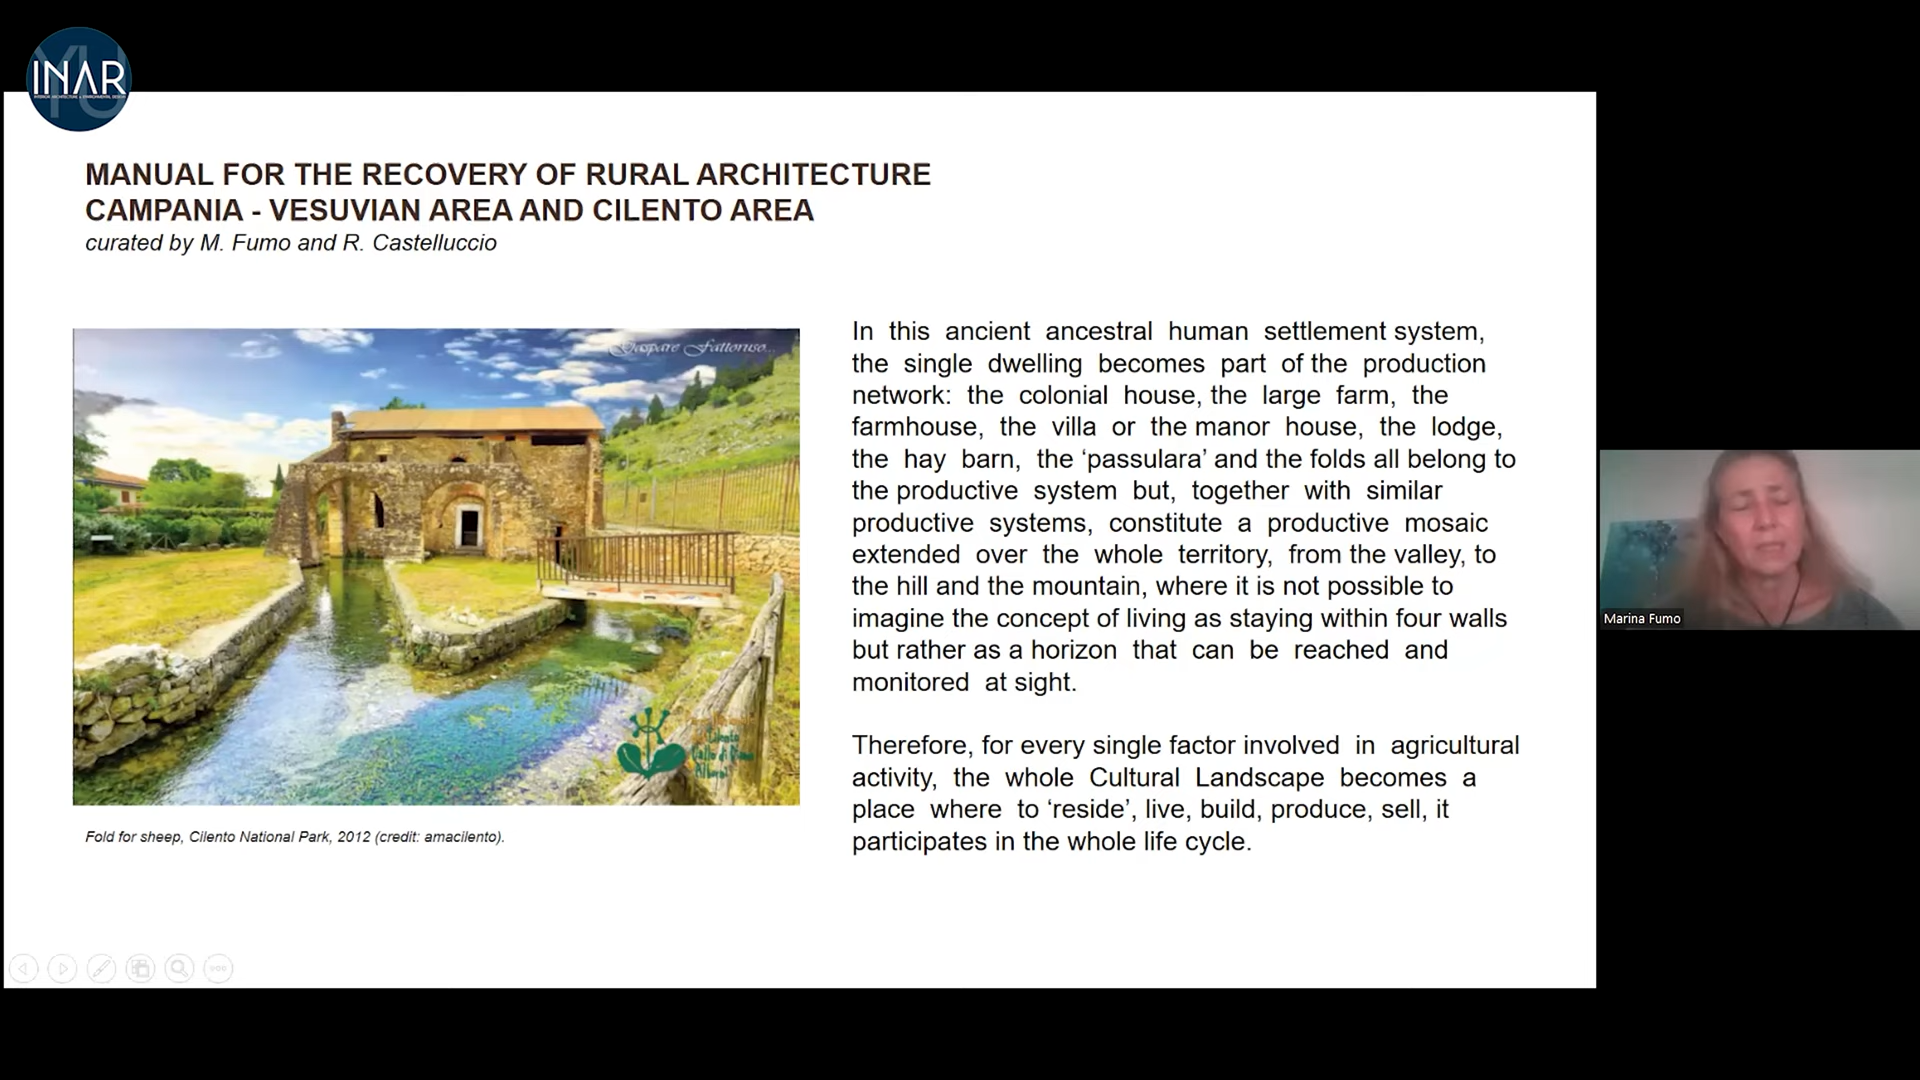 YU
INAR
MANUAL FOR THE RECOVERY OF RURAL ARCHITECTURE
CAMPANIA - VESUVIAN AREA AND CILENTO AREA
curated by M. Fumo and R. Castelluccio
Gaspare Fattoruso...
Cilento
Vallo di Diano
Alburni
Fold for sheep, Cilento National Park, 2012 (credit: amacilento).
In this ancient ancestral human settlement system,
the single dwelling becomes part of the production
network: the colonial house, the large farm, the
farmhouse, the villa or the manor house, the lodge,
the hay barn, the ‘passulara’ and the folds all belong to
the productive system but, together with similar
productive systems, constitute a productive mosaic
extended over the whole territory, from the valley, to
the hill and the mountain, where it is not possible to
imagine the concept of living as staying within four walls
but rather as a horizon that can be reached and
monitored at sight.
Therefore, for every single factor involved in agricultural
activity, the whole Cultural Landscape becomes a
place where to ‘reside’, live, build, produce, sell, it
participates in the whole life cycle.
Marina Fumo